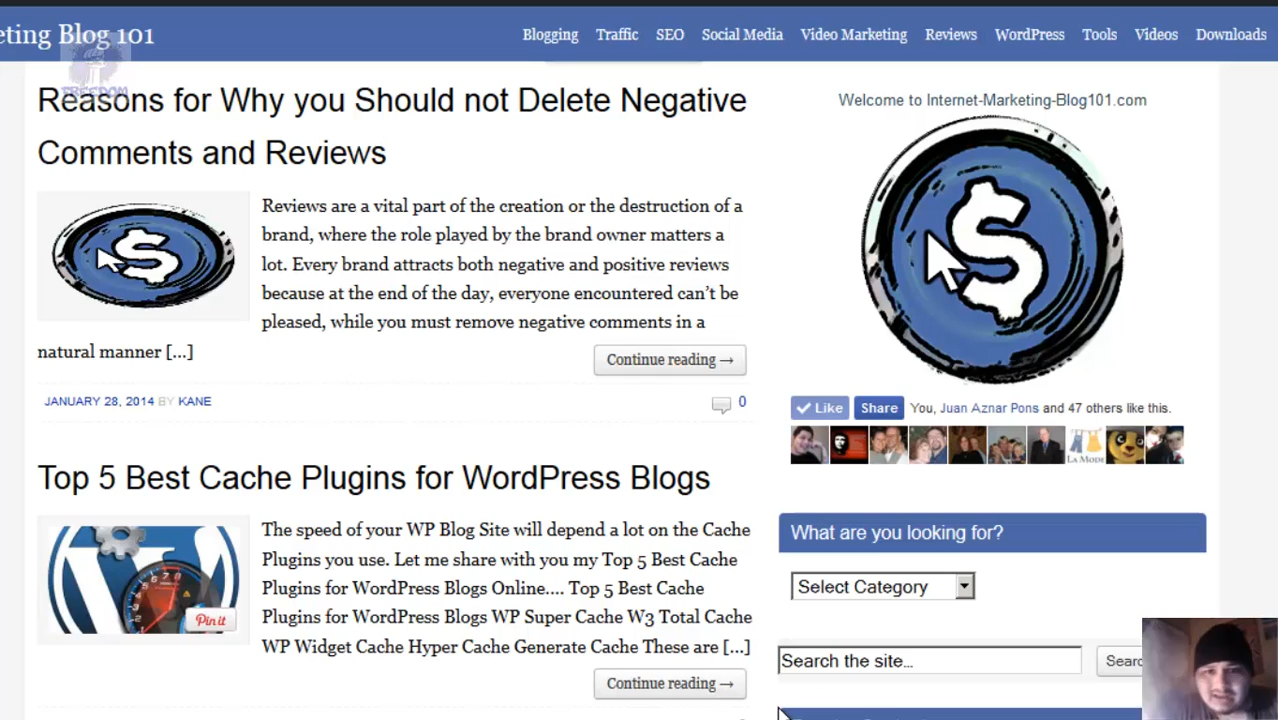 eting Blog 101
Blogging Traffic SEO Social Media Video Marketing Reviews WordPress Tools Videos Downloads
FREEDOM
Reasons for Why you Should not Delete Negative
Comments and Reviews
Reviews are a vital part of the creation or the destruction of a
brand, where the role played by the brand owner matters a
lot. Every brand attracts both negative and positive reviews
because at the end of the day, everyone encountered can't be
pleased, while you must remove negative comments in a
natural manner [...]
Continue reading →
JANUARY 28, 2014 BY KANE
0
Top 5 Best Cache Plugins for WordPress Blogs
Pin it
The speed of your WP Blog Site will depend a lot on the Cache
Plugins you use. Let me share with you my Top 5 Best Cache
Plugins for WordPress Blogs Online.... Top 5 Best Cache
Plugins for WordPress Blogs WP Super Cache W3 Total Cache
WP Widget Cache Hyper Cache Generate Cache These are [...]
Continue reading →
Welcome to Internet-Marketing-Blog101.com
$
Like Share You, Juan Aznar Pons and 47 others like this.
LA MODE
What are you looking for?
Select Category
Search the site...
Searc